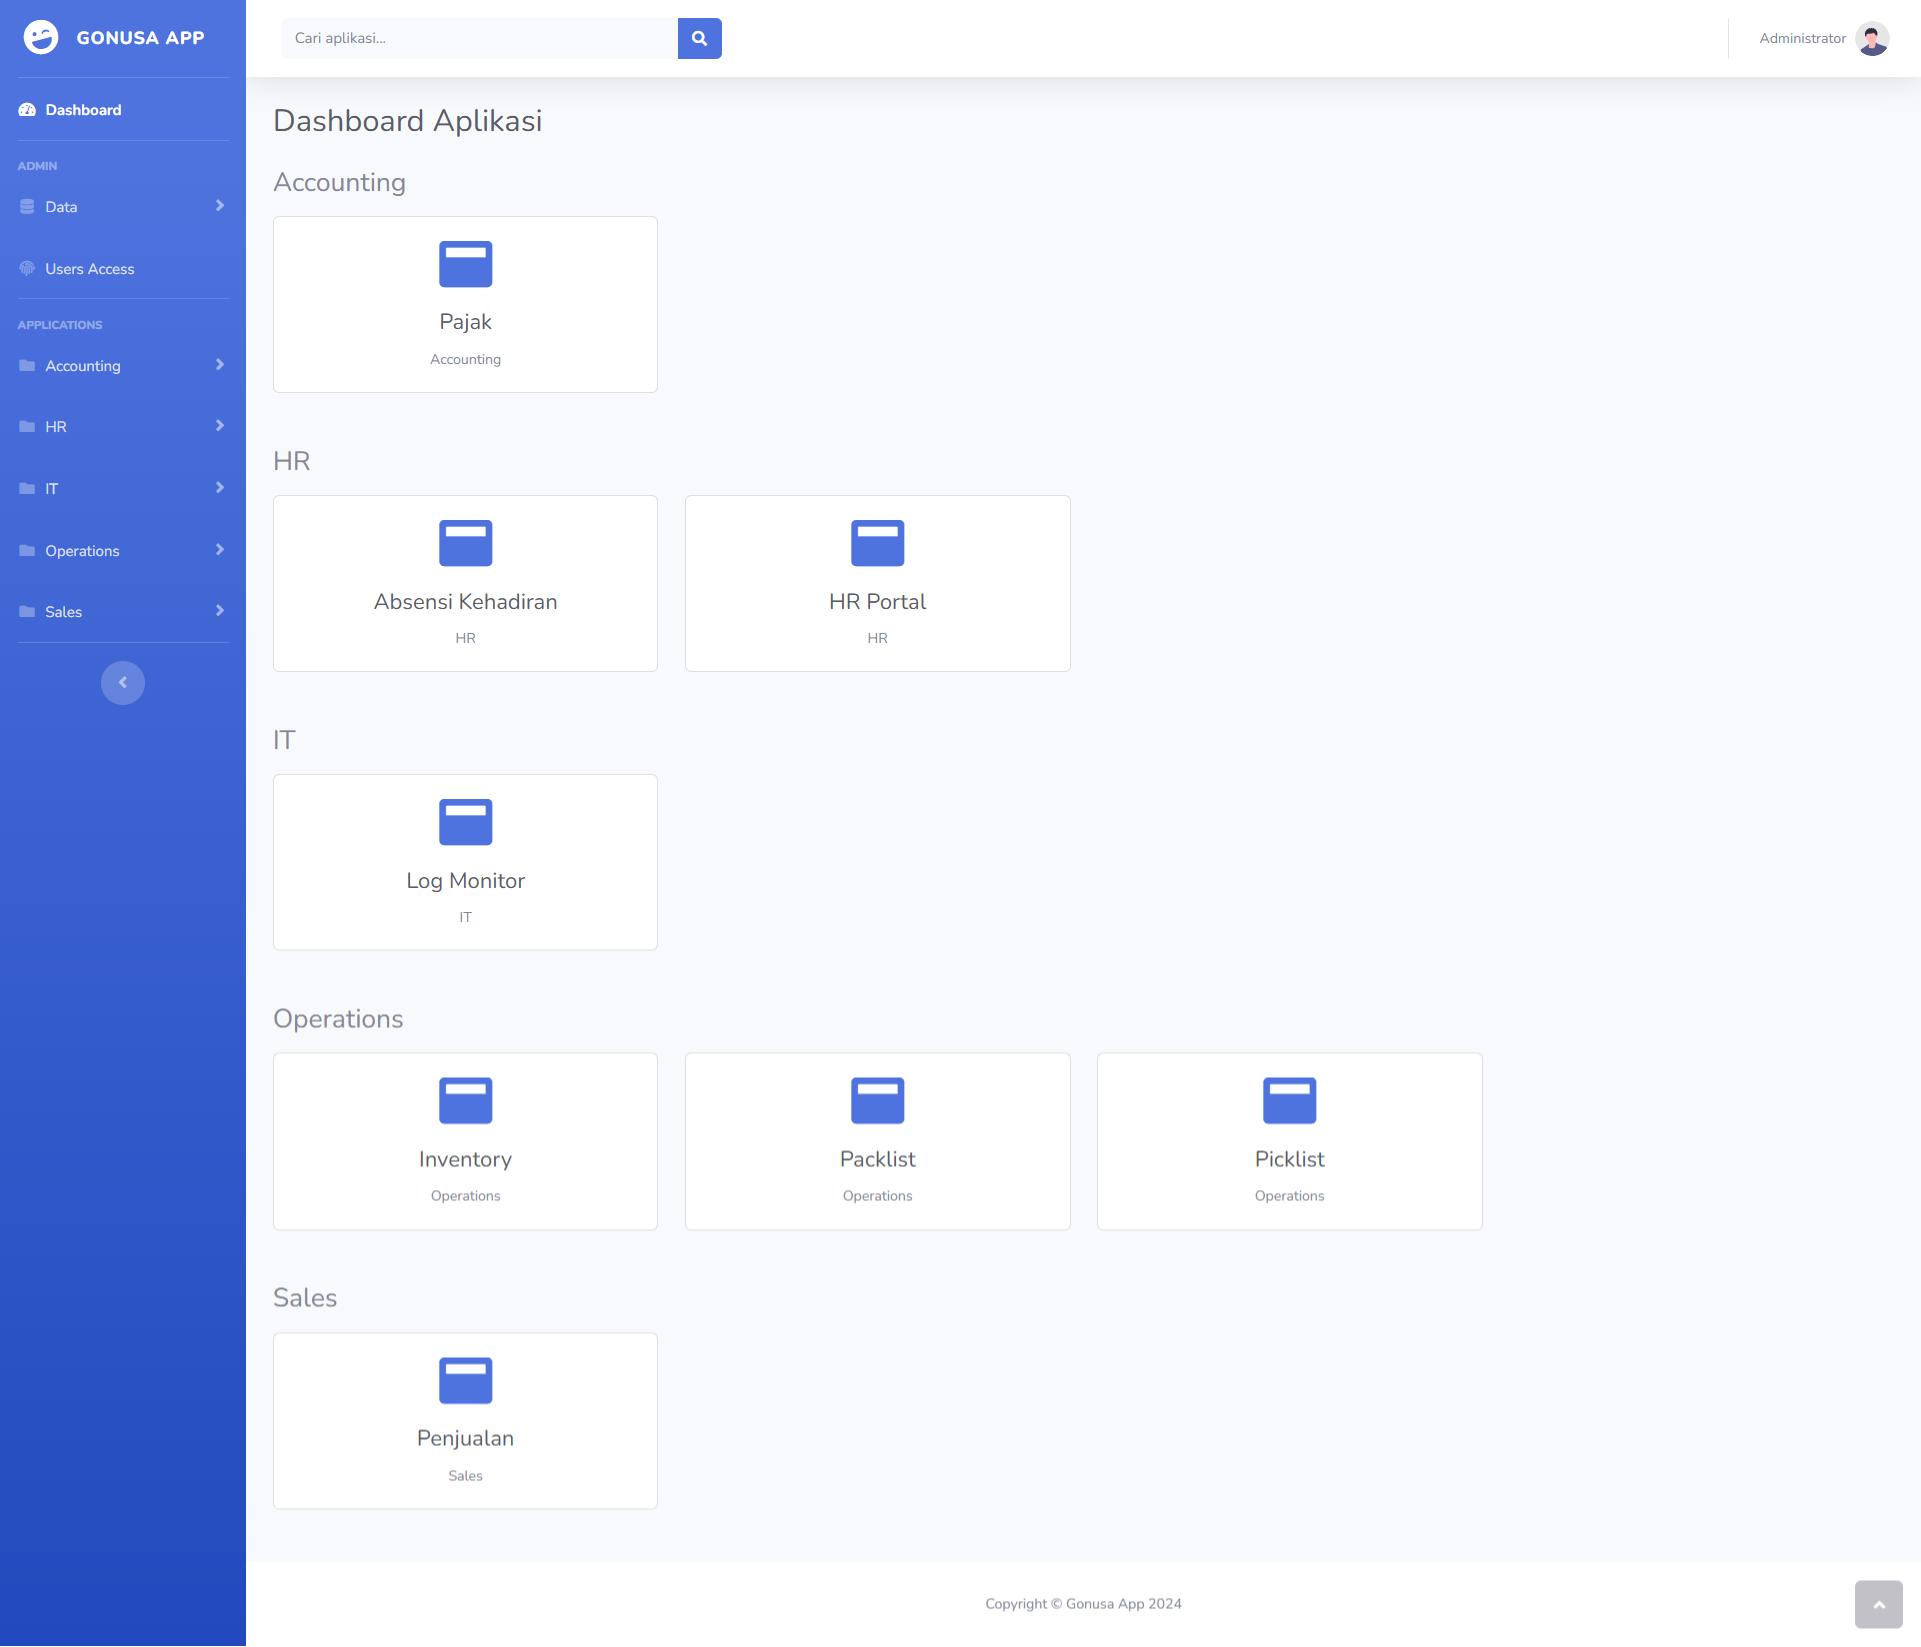 GONUSA APP
Dashboard
ADMIN
Data
Users Access
APPLICATIONS
Accounting
HR
IT
Operations
Sales
Cari aplikasi...
Administrator
Dashboard Aplikasi
Accounting
Pajak
Accounting
HR
Absensi Kehadiran
HR
HR Portal
HR
IT
Log Monitor
IT
Operations
Inventory
Operations
Packlist
Operations
Picklist
Operations
Sales
Penjualan
Sales
Copyright © Gonusa App 2024